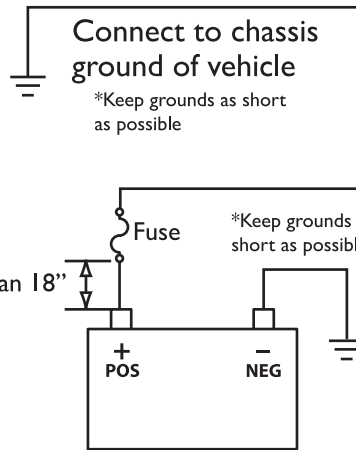 Connect to chassis
ground of vehicle
*Keep grounds as short
as possible
Fuse
*Keep grounds
short as possibl
an 18”
+
–
POS
NEG